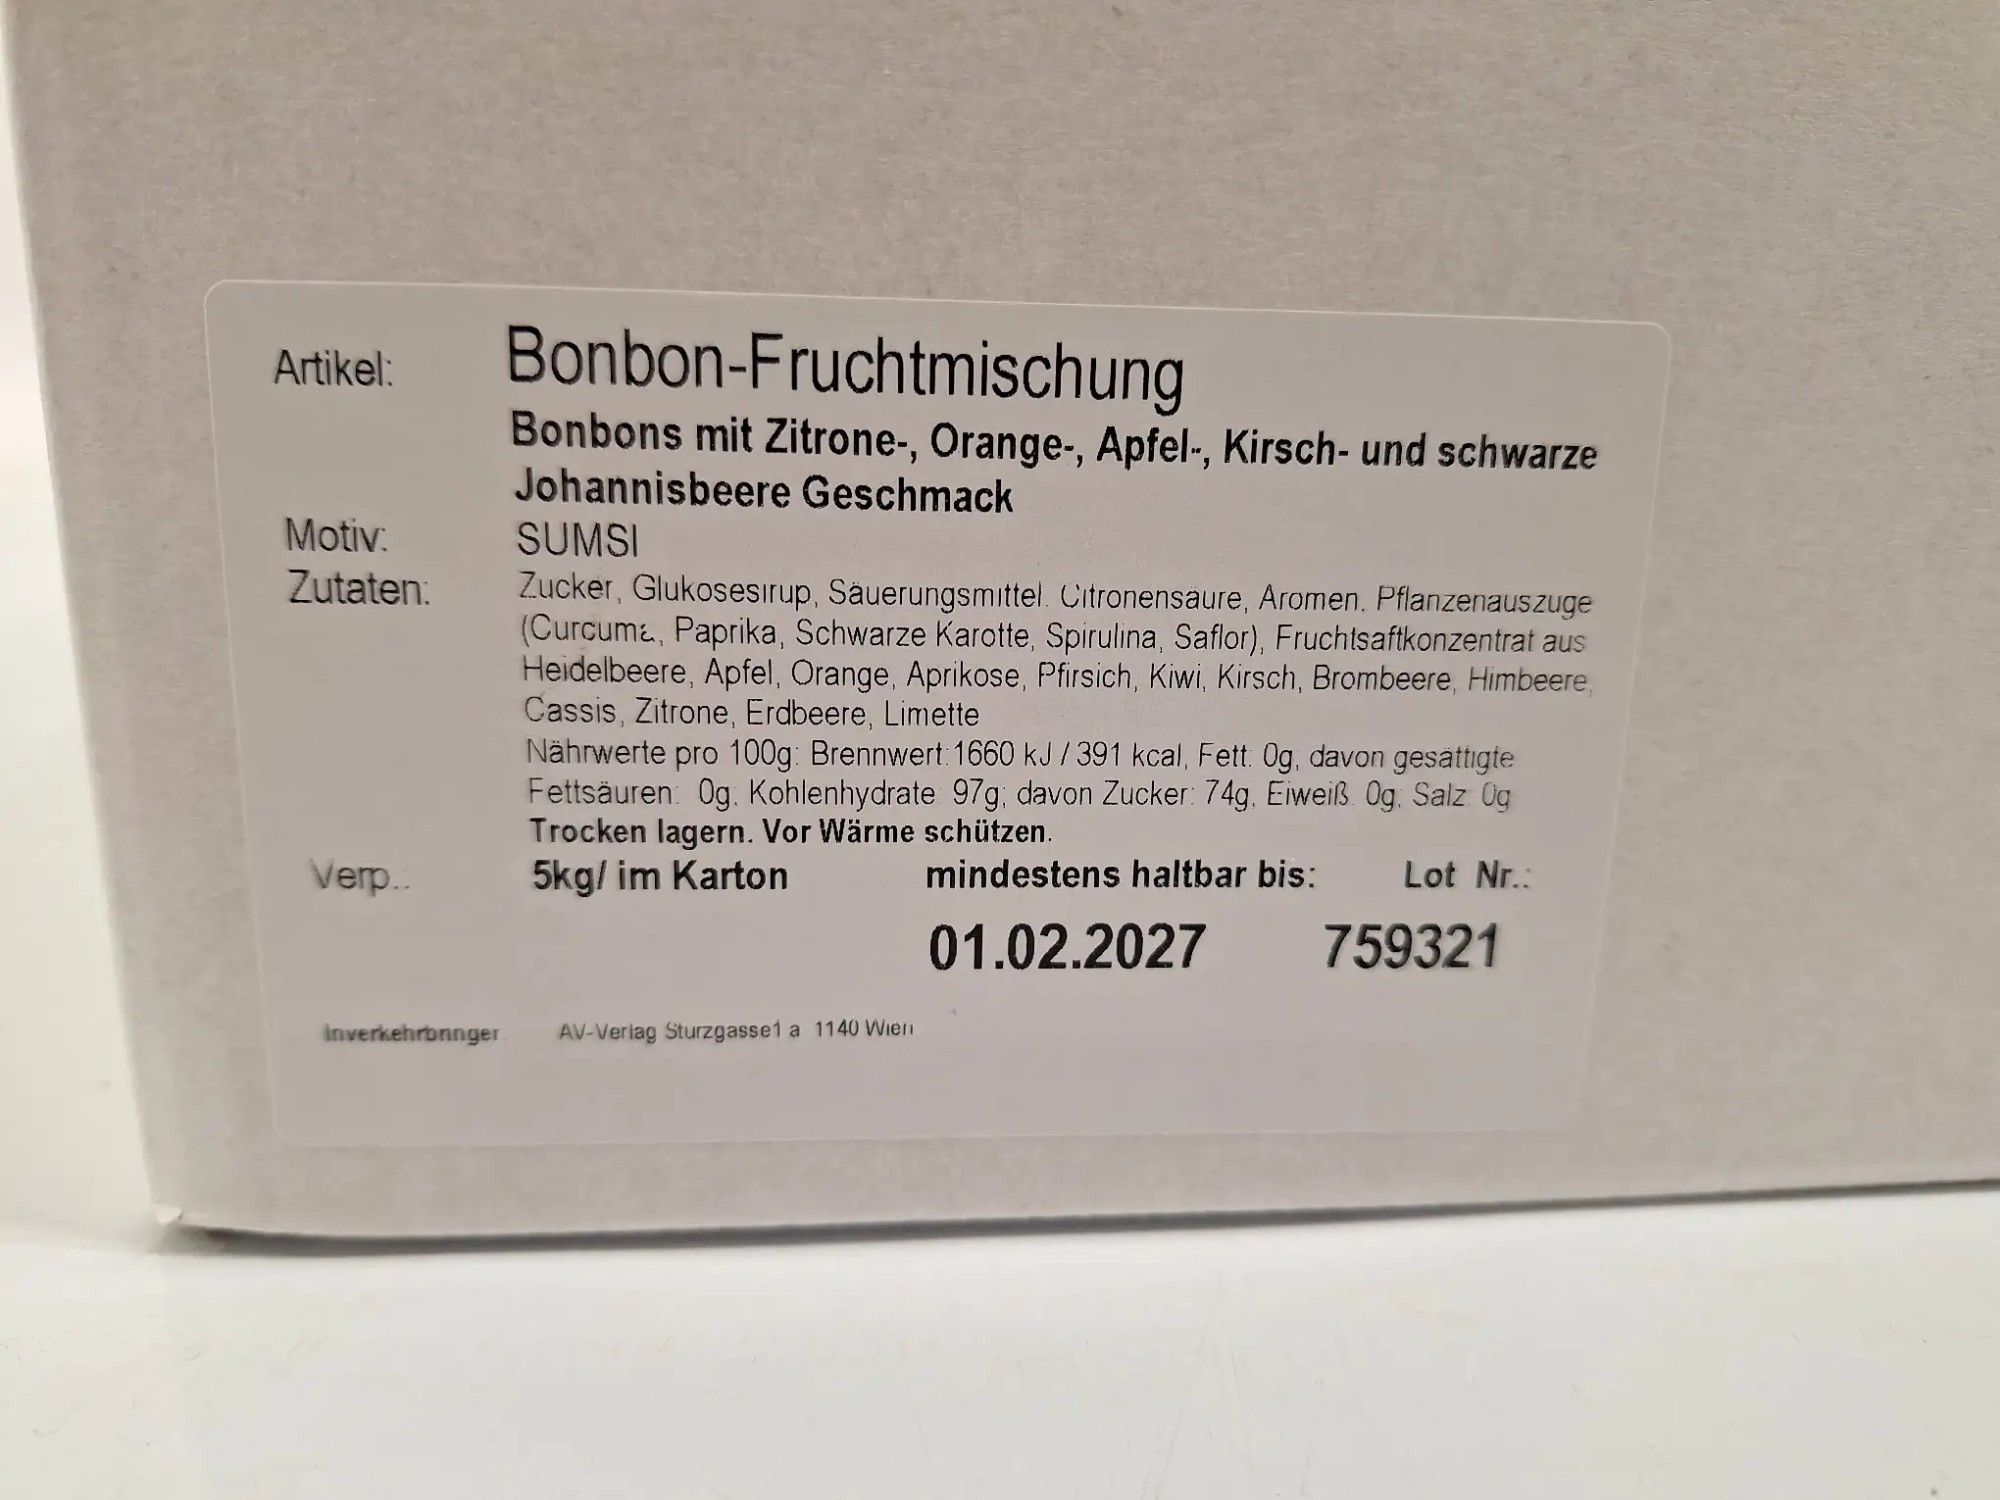 Artikel: Bonbon-Fruchtmischung
Bonbons mit Zitrone-, Orange-, Apfel-, Kirsch- und schwarze
Johannisbeere Geschmack
Motiv: SUMSI
Zutaten: Zucker, Glukosesirup, Säuerungsmittel: Citronensäure, Aromen, Pflanzenauszuge
(Curcuma, Paprika, Schwarze Karotte, Spirulina, Saflor), Fruchtsaftkonzentrat aus
Heidelbeere, Apfel, Orange, Aprikose, Pfirsich, Kiwi, Kirsch, Brombeere, Himbeere,
Cassis, Zitrone, Erdbeere, Limette
Nährwerte pro 100g: Brennwert:1660 kJ / 391 kcal, Fett: 0g, davon gesättigte
Fettsäuren: 0g, Kohlenhydrate: 97g; davon Zucker: 74g, Eiweiß: 0g, Salz: 0g
Trocken lagern. Vor Wärme schützen.
Verp.: 5kg/ im Karton mindestens haltbar bis: Lot Nr.:
01.02.2027 759321
Inverkehrbringer AV-Verlag Sturzgasse1 a 1140 Wien